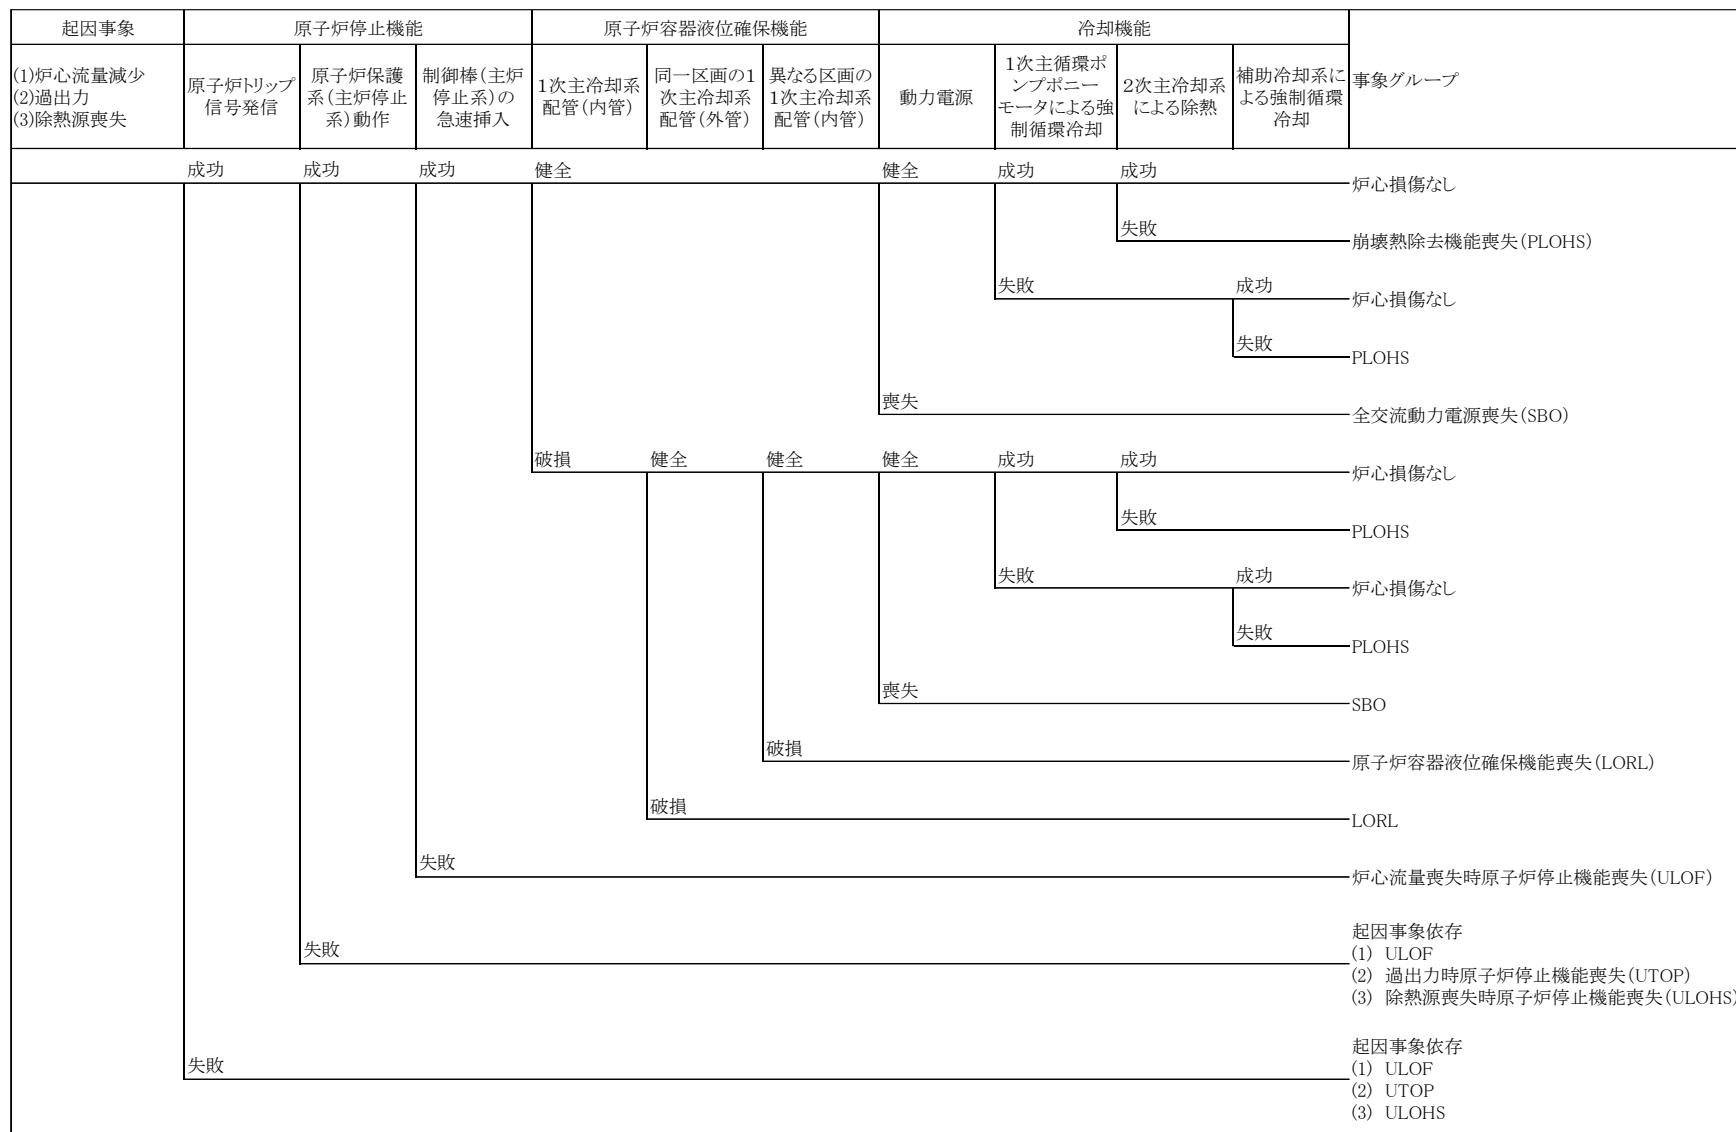 起因事象
原子炉停止機能
原子炉容器液位確保機能
冷却機能
(1)炉心流量減少
(2)過出力
(3)除熱源喪失
原子炉トリップ
信号発信
原子炉保護
系(主炉停止
系)動作
制御棒(主炉
停止系)の
急速挿入
1次主冷却系
配管(内管)
同一区画の1
次主冷却系
配管(外管)
異なる区画の
1次主冷却系
配管(内管)
動力電源
1次主循環ポ
ンプポニー
モータによる強
制循環冷却
2次主冷却系
による除熱
補助冷却系に
よる強制循環
冷却
事象グループ
成功 成功 成功 健全 健全 成功 成功
炉心損傷なし
失敗
崩壊熱除去機能喪失(PLOHS)
失敗 成功
炉心損傷なし
失敗
PLOHS
喪失
全交流動力電源喪失(SBO)
破損 健全 健全 健全 成功 成功
炉心損傷なし
失敗
PLOHS
失敗 成功
炉心損傷なし
失敗
PLOHS
喪失
SBO
破損
原子炉容器液位確保機能喪失(LORL)
破損
LORL
失敗
炉心流量喪失時原子炉停止機能喪失(ULOF)
失敗
起因事象依存
(1) ULOF
(2) 過出力時原子炉停止機能喪失(UTOP)
(3) 除熱源喪失時原子炉停止機能喪失(ULOHS)
失敗
起因事象依存
(1) ULOF
(2) UTOP
(3) ULOHS